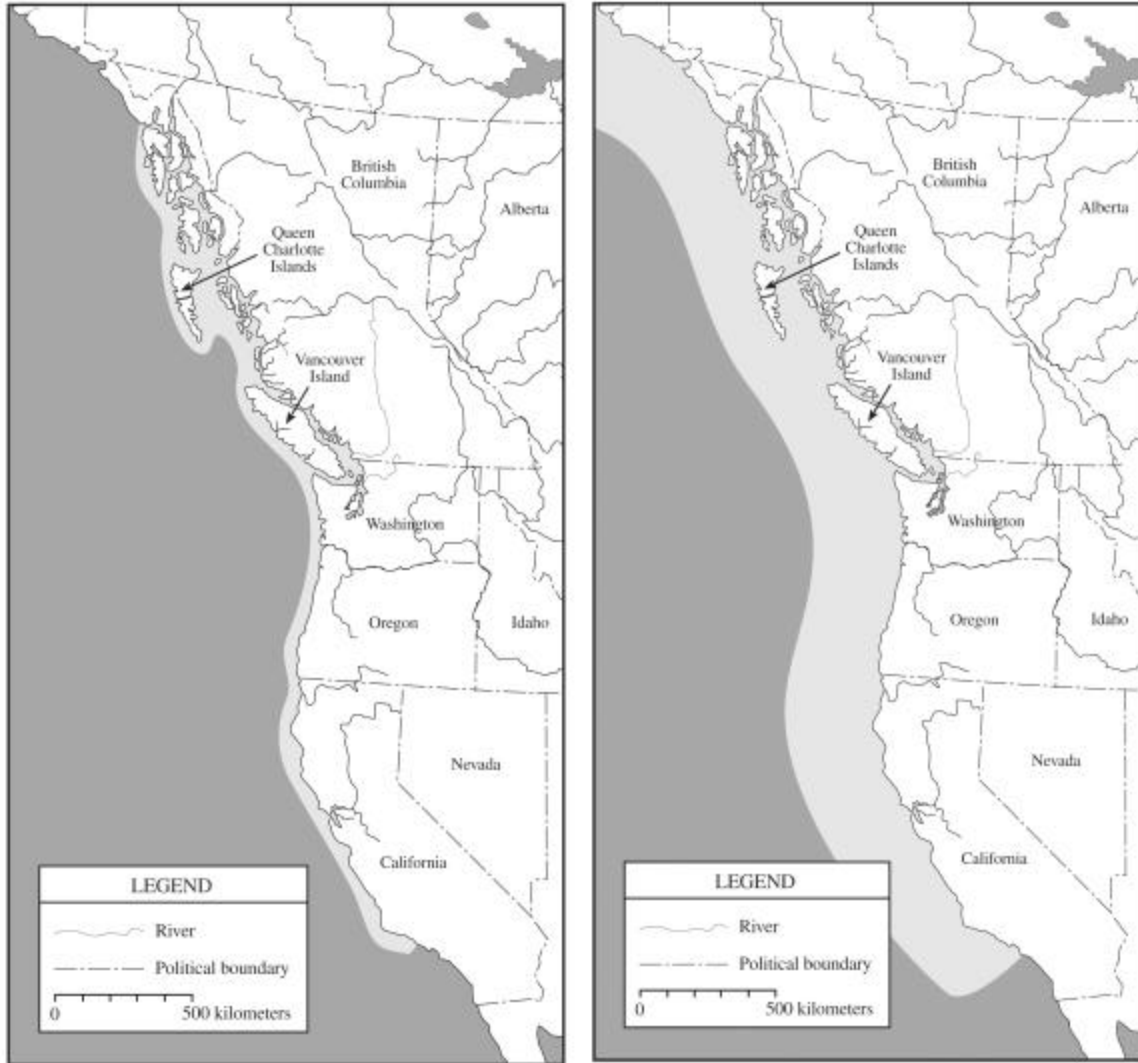 British
Columbia
Alberta
Queen
Charlotte
Islands
Vancouver
Island
Washington
Oregon
Idaho
Nevada
California
LEGEND
River
Political boundary
0 500 kilometers
British
Columbia
Alberta
Queen
Charlotte
Islands
Vancouver
Island
Washington
Oregon
Idaho
Nevada
California
LEGEND
River
Political boundary
0 500 kilometers